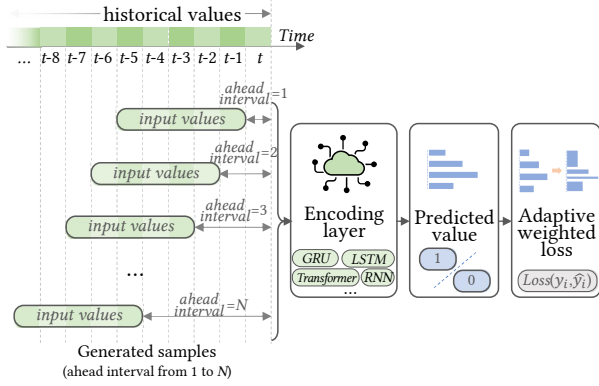 historical values
Time
... t-8 t-7 t-6 t-5 t-4 t-3 t-2 t-1 t
ahead
interval=1
input values
ahead
interval=2
input values
ahead
interval=3
input values
...
ahead
interval=N
input values
Generated samples
(ahead interval from 1 to N)
Encoding
layer
GRU LSTM
Transformer RNN
...
Predicted
value
1
0
Adaptive
weighted
loss
Loss(yᵢ,ŷᵢ)